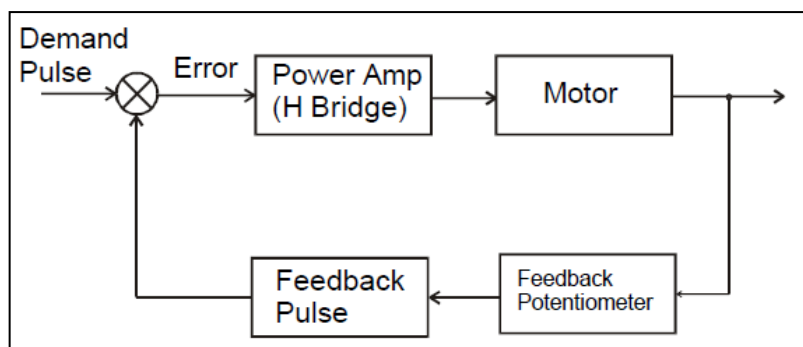 Demand
Pulse
Error
Power Amp
(H Bridge)
Motor
Feedback
Pulse
Feedback
Potentiometer